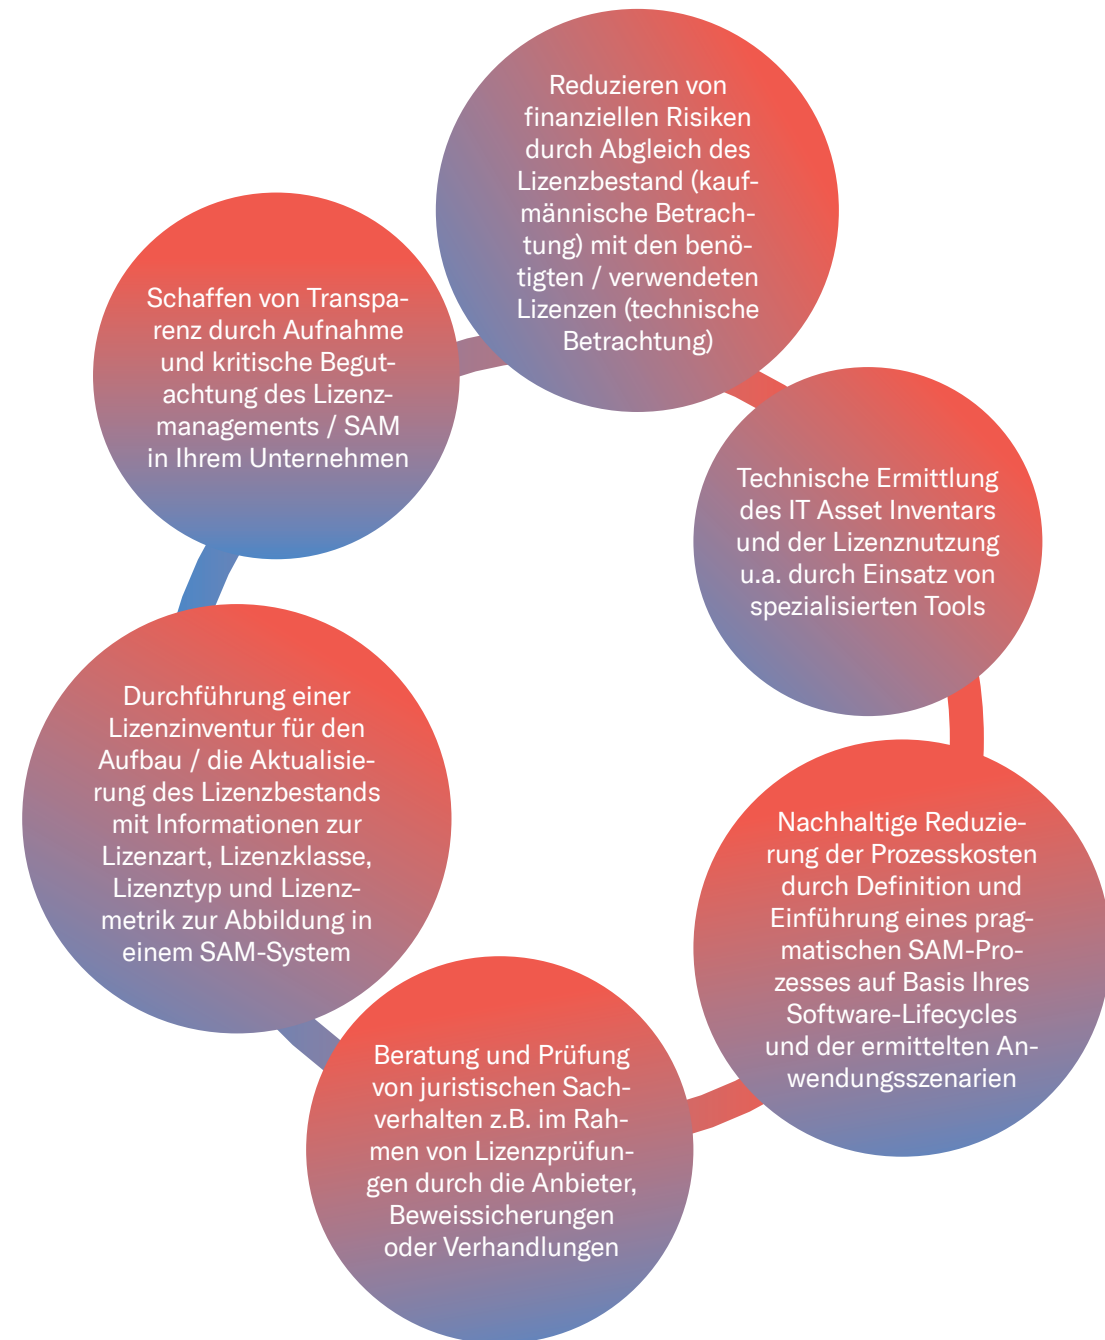 Reduzieren von
finanziellen Risiken
durch Abgleich des
Lizenzbestand (kauf-
männische Betrach-
tung) mit den benö-
tigten / verwendeten
Lizenzen (technische
Betrachtung)
Schaffen von Transpa-
renz durch Aufnahme
und kritische Begut-
achtung des Lizenz-
managements / SAM
in Ihrem Unternehmen
Technische Ermittlung
des IT Asset Inventars
und der Lizenznutzung
u.a. durch Einsatz von
spezialisierten Tools
Durchführung einer
Lizenzinventur für den
Aufbau / die Aktualisie-
rung des Lizenzbestands
mit Informationen zur
Lizenzart, Lizenzklasse,
Lizenztyp und Lizenz-
metrik zur Abbildung in
einem SAM-System
Nachhaltige Reduzie-
rung der Prozesskosten
durch Definition und
Einführung eines prag-
matischen SAM-Pro-
zesses auf Basis Ihres
Software-Lifecycles
und der ermittelten An-
wendungsszenarien
Beratung und Prüfung
von juristischen Sach-
verhalten z.B. im Rah-
men von Lizenzprüfun-
gen durch die Anbieter,
Beweissicherungen
oder Verhandlungen